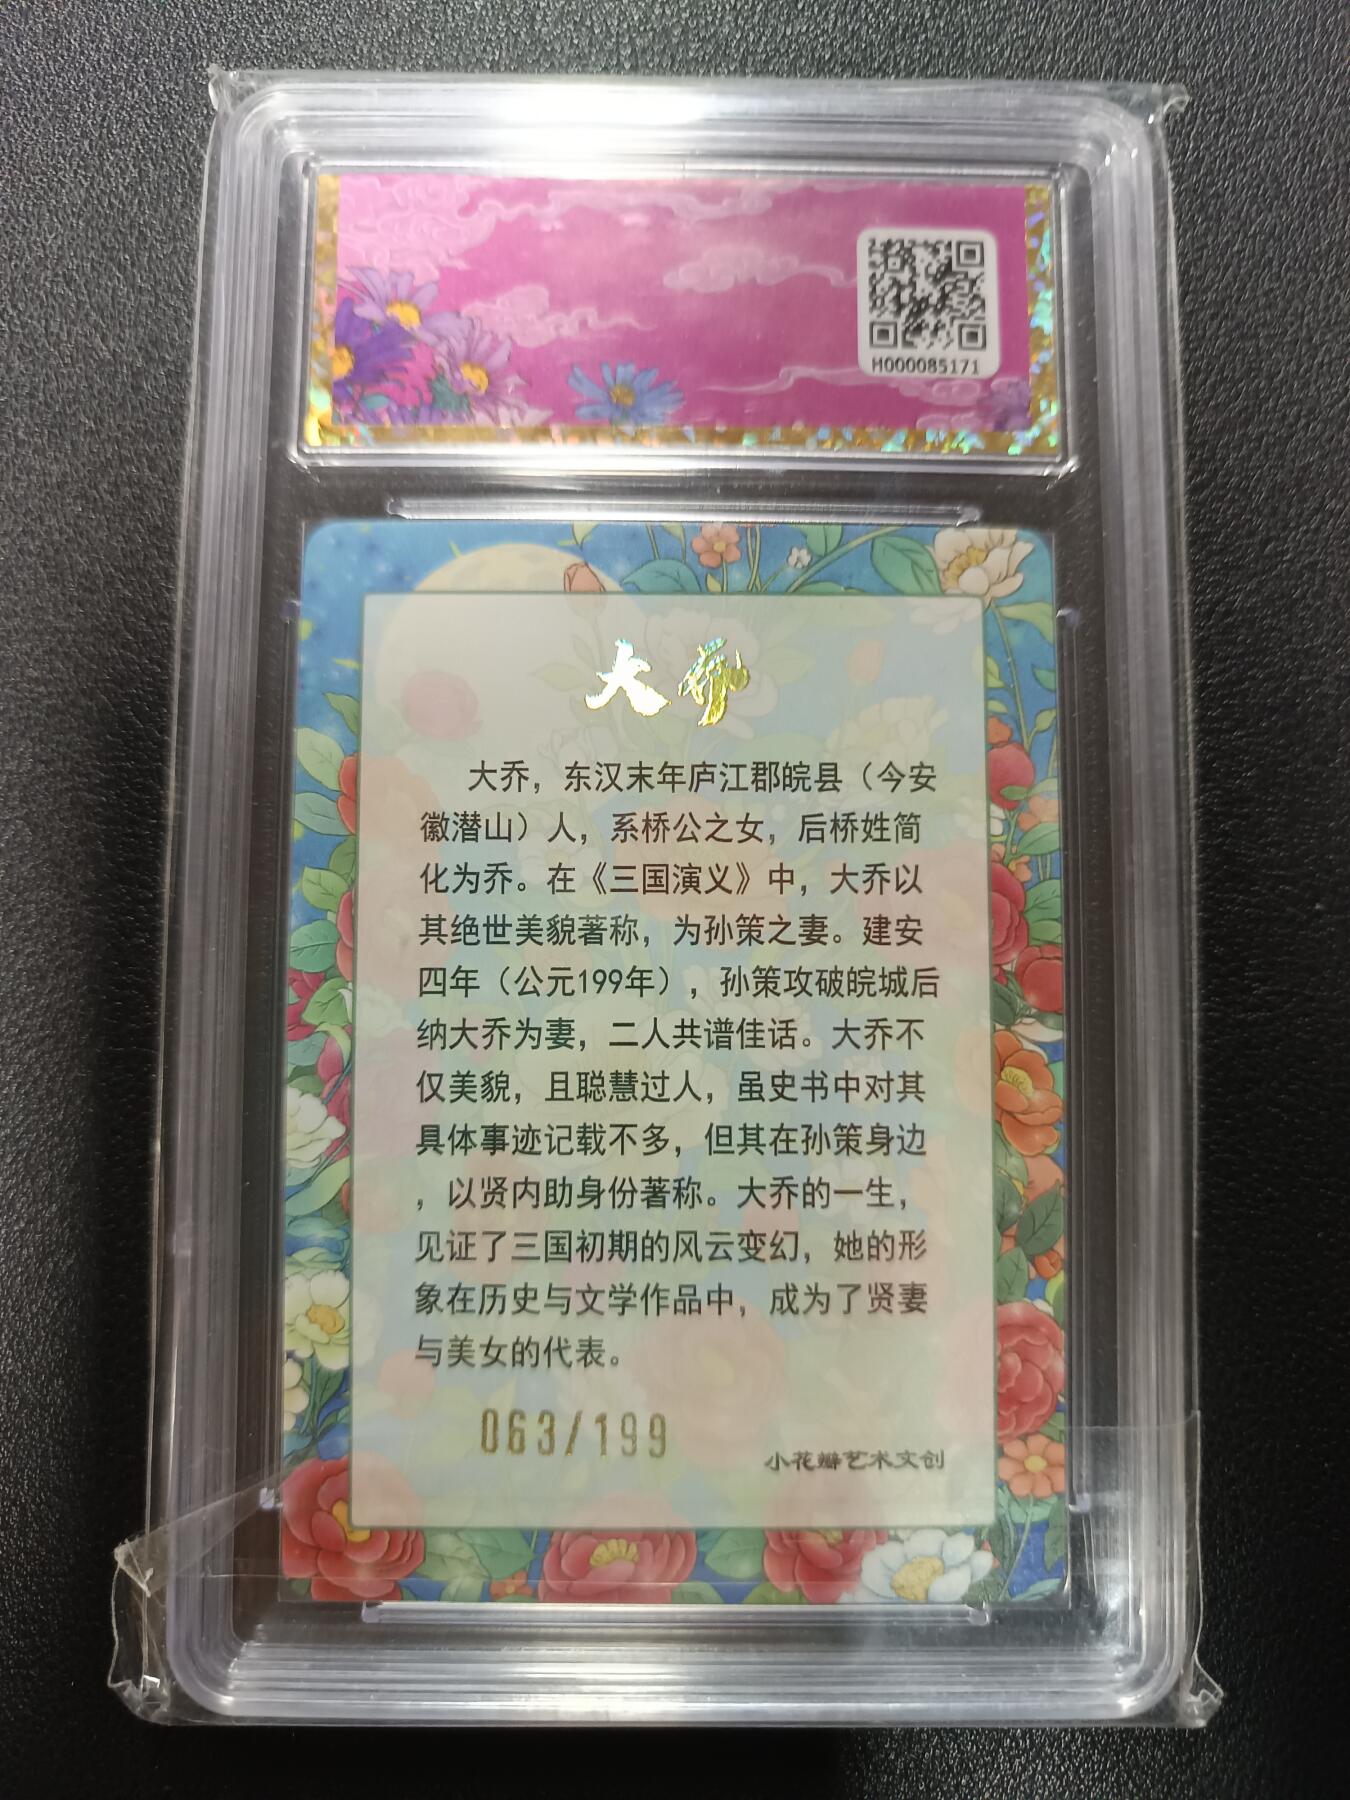 H000085171
大乔
大乔，东汉末年庐江郡皖县（今安
徽潜山）人，系桥公之女，后桥姓简
化为乔。在《三国演义》中，大乔以
其绝世美貌著称，为孙策之妻。建安
四年（公元199年），孙策攻破皖城后
纳大乔为妻，二人共谱佳话。大乔不
仅美貌，且聪慧过人，虽史书中对其
具体事迹记载不多，但其在孙策身边
，以贤内助身份著称。大乔的一生，
见证了三国初期的风云变幻，她的形
象在历史与文学作品中，成为了贤妻
与美女的代表。
063/199
小花瓣艺术文创